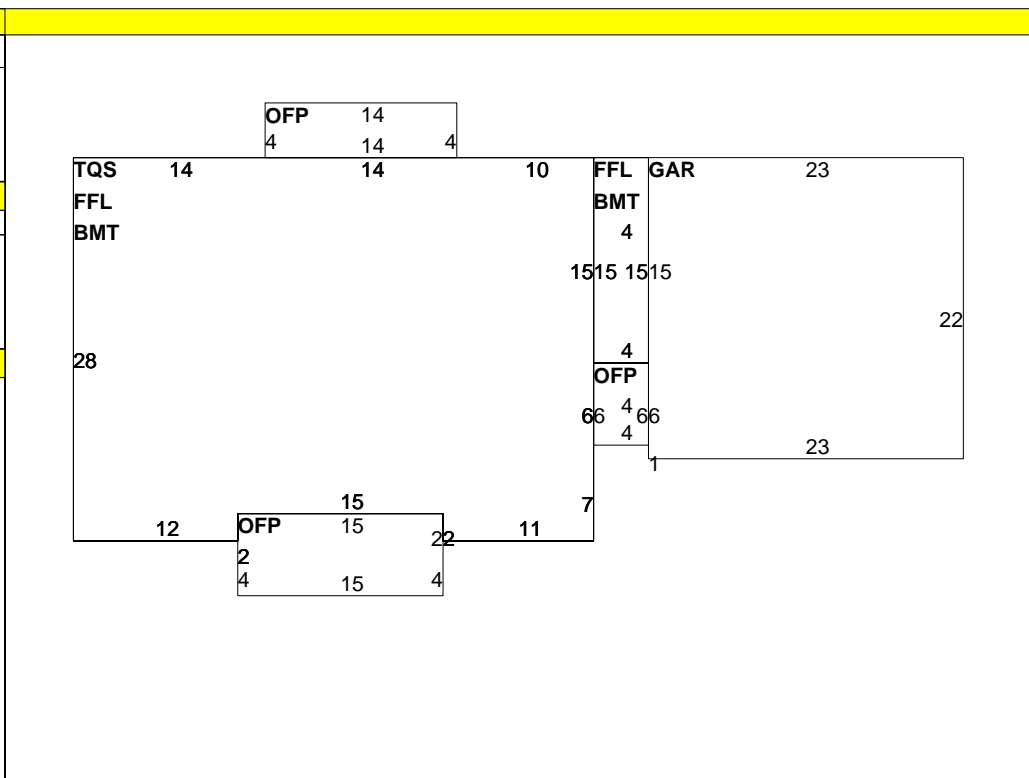 OFP 14
4 14 4
TQS 14 14 10 FFL GAR 23
FFL BMT
BMT 4
15 15 15 15
22
28 4
OFP
6 6 4 6 6
4
23
1
15 7
12 OFP 15 2 2 11
2
4 15 4